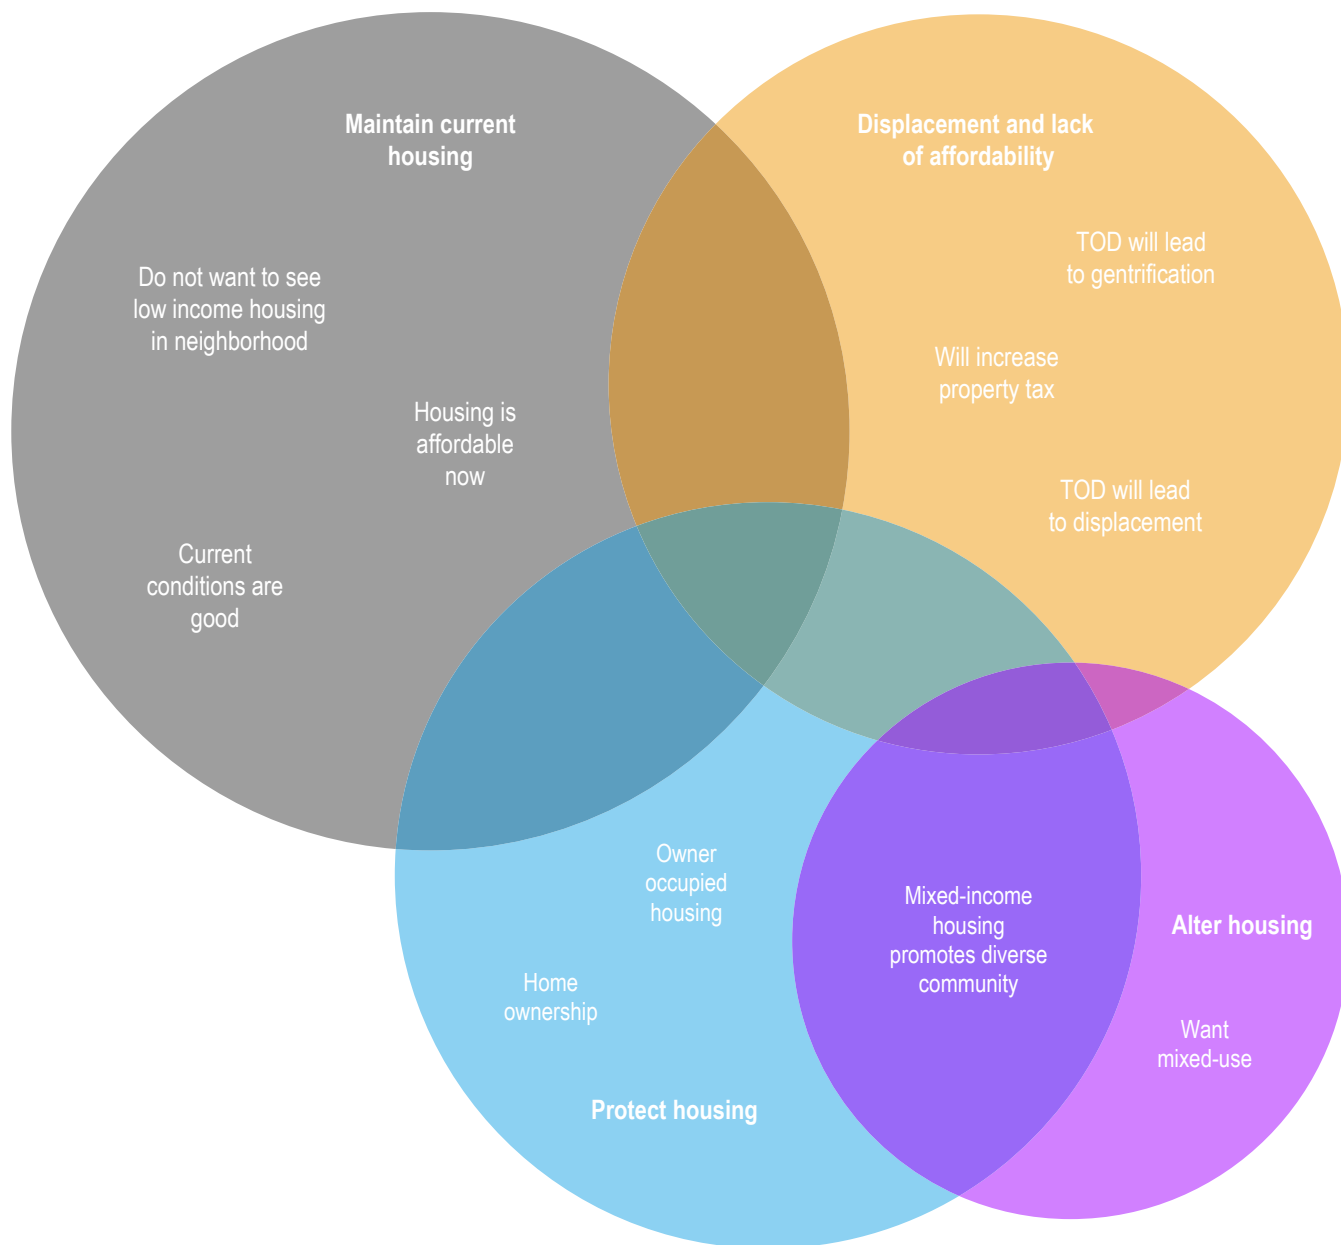 Maintain current
housing
Do not want to see
low income housing
in neighborhood
Housing is
affordable
now
Current
conditions are
good
Displacement and lack
of affordability
TOD will lead
to gentrification
Will increase
property tax
TOD will lead
to displacement
Owner
occupied
housing
Home
ownership
Protect housing
Mixed-income
housing
promotes diverse
community
Alter housing
Want
mixed-use